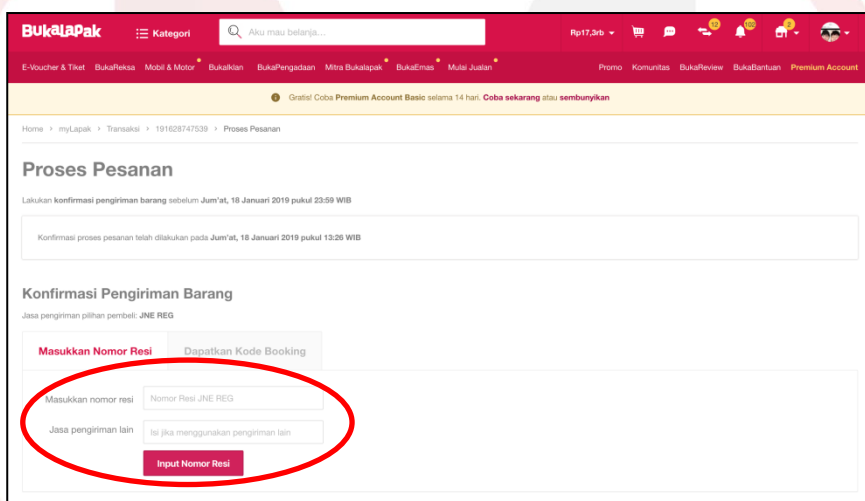 BukaLapak
Kategori
Aku mau belanja...
Rp17,3rb
12
102
2
E-Voucher & Tiket BukaReksa Mobil & Motor BukaIklan BukaPengadaan Mitra Bukalapak BukaEmas Mulai Jualan Promo Komunitas BukaReview BukaBantuan Premium Account
Gratis! Coba Premium Account Basic selama 14 hari. Coba sekarang atau sembunyikan
Home > myLapak > Transaksi > 191628747539 > Proses Pesanan
Proses Pesanan
Lakukan konfirmasi pengiriman barang sebelum Jum'at, 18 Januari 2019 pukul 23:59 WIB
Konfirmasi proses pesanan telah dilakukan pada Jum'at, 18 Januari 2019 pukul 13:26 WIB
Konfirmasi Pengiriman Barang
Jasa pengiriman pilihan pembeli: JNE REG
Masukkan Nomor Resi Dapatkan Kode Booking
Masukkan nomor resi Nomor Resi JNE REG
Jasa pengiriman lain Isi jika menggunakan pengiriman lain
Input Nomor Resi